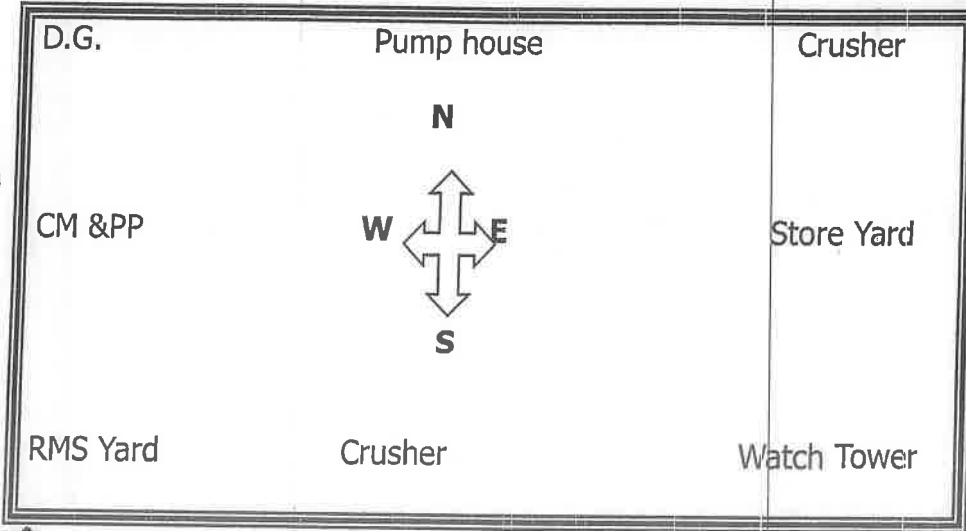 D.G. Pump house Crusher
N
CM &PP W E Store Yard
S
RMS Yard Crusher Watch Tower